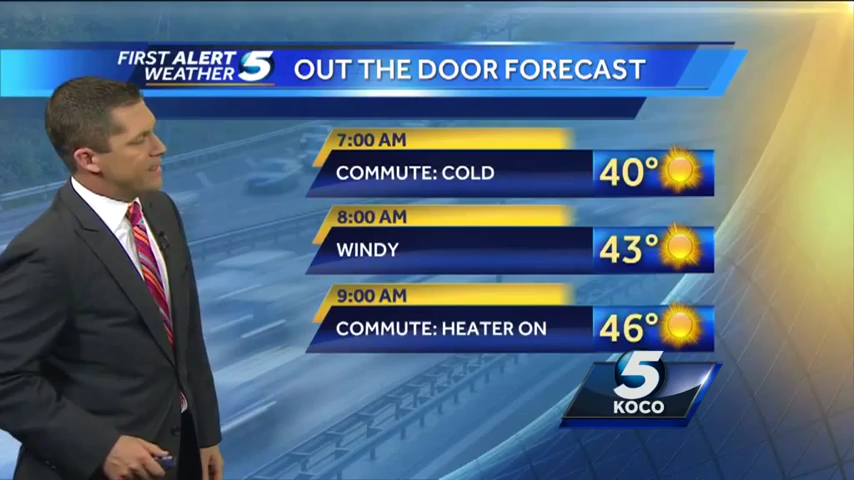 FIRST ALERT
WEATHER 5
OUT THE DOOR FORECAST
7:00 AM
COMMUTE: COLD 40°
8:00 AM
WINDY 43°
9:00 AM
COMMUTE: HEATER ON 46°
5
KOCO